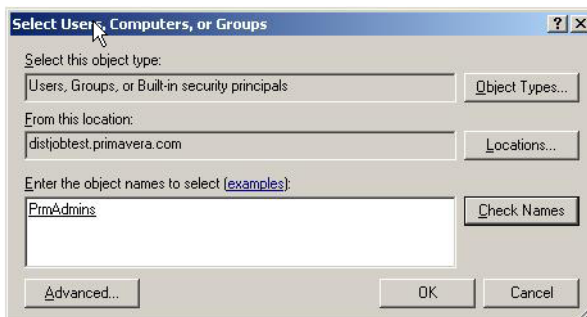 Select Users, Computers, or Groups
Select this object type:
Users, Groups, or Built-in security principals
Object Types...
From this location:
distjobtest.primavera.com
Locations...
Enter the object names to select (examples):
PrmAdmins
Check Names
Advanced...
OK
Cancel